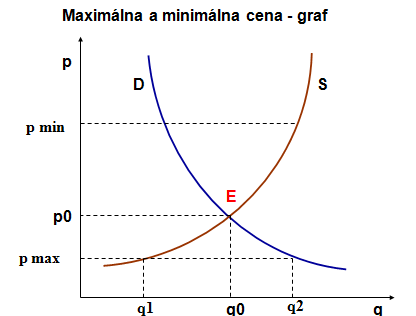 Maximálna a minimálna cena - graf
p
D
S
p min
E
p0
p max
q1
q0
q2
q